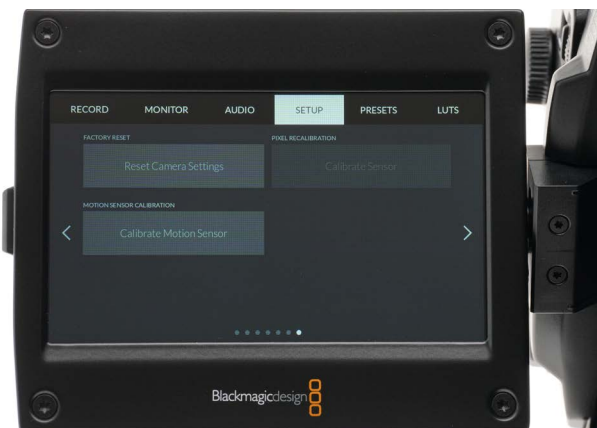 RECORD MONITOR AUDIO SETUP PRESETS LUTS
FACTORY RESET PIXEL RECALIBRATION
Reset Camera Settings Calibrate Sensor
MOTION SENSOR CALIBRATION
Calibrate Motion Sensor
Blackmagicdesign